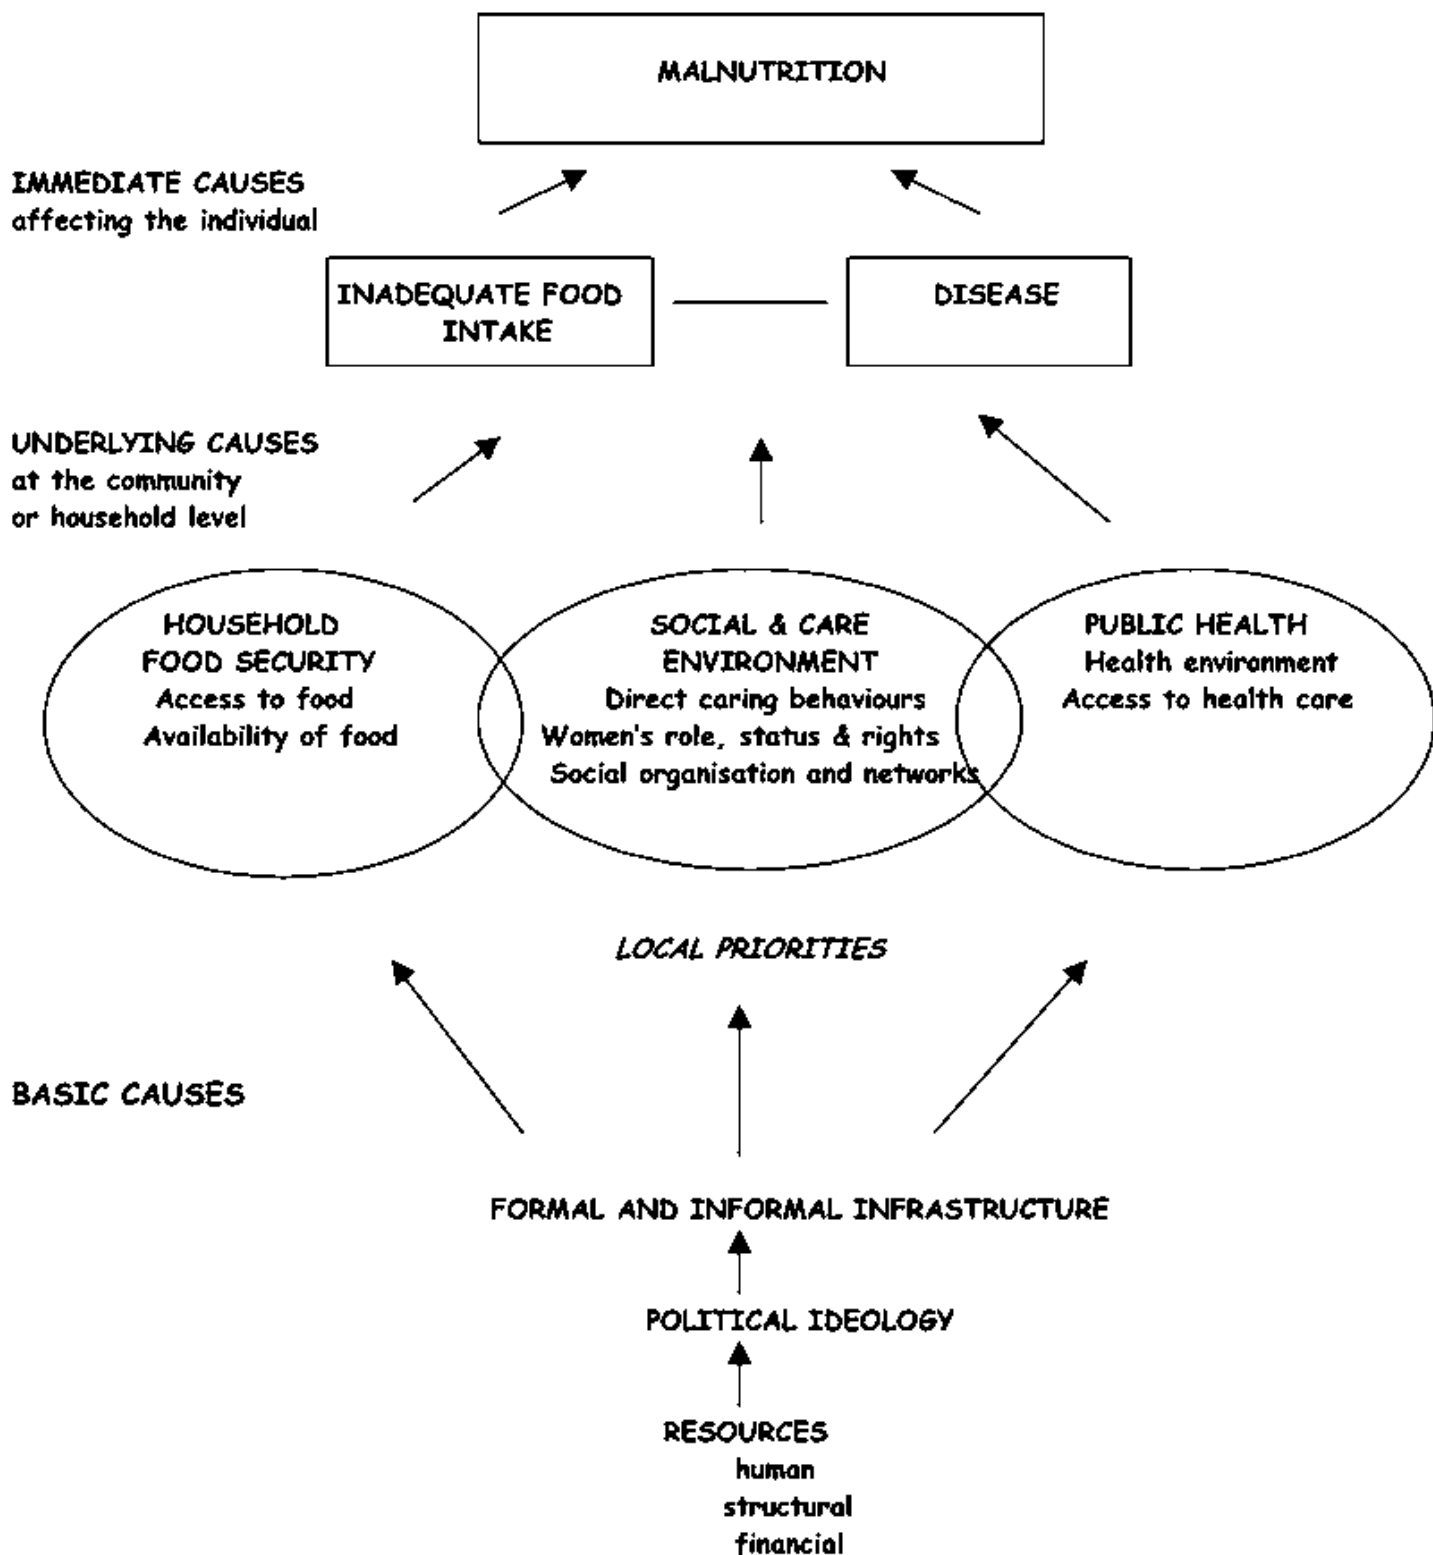 MALNUTRITION
IMMEDIATE CAUSES
affecting the individual
INADEQUATE FOOD
INTAKE
DISEASE
UNDERLYING CAUSES
at the community
or household level
HOUSEHOLD
FOOD SECURITY
Access to food
Availability of food
SOCIAL & CARE
ENVIRONMENT
Direct caring behaviours
Women's role, status & rights
Social organisation and networks
PUBLIC HEALTH
Health environment
Access to health care
LOCAL PRIORITIES
BASIC CAUSES
FORMAL AND INFORMAL INFRASTRUCTURE
POLITICAL IDEOLOGY
RESOURCES
human
structural
financial